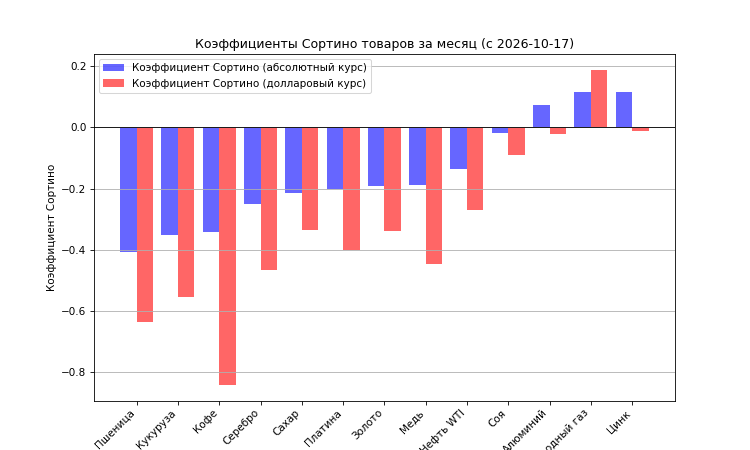 Коэффициенты Сортино товаров за месяц (с 2026-10-17)
Коэффициент Сортино (абсолютный курс)
Коэффициент Сортино (долларовый курс)
Коэффициент Сортино
0.2
0.0
−0.2
−0.4
−0.6
−0.8
Пшеница
Кукуруза
Кофе
Серебро
Сахар
Платина
Золото
Медь
Нефть WTI
Соя
Алюминий
газ
Цинк